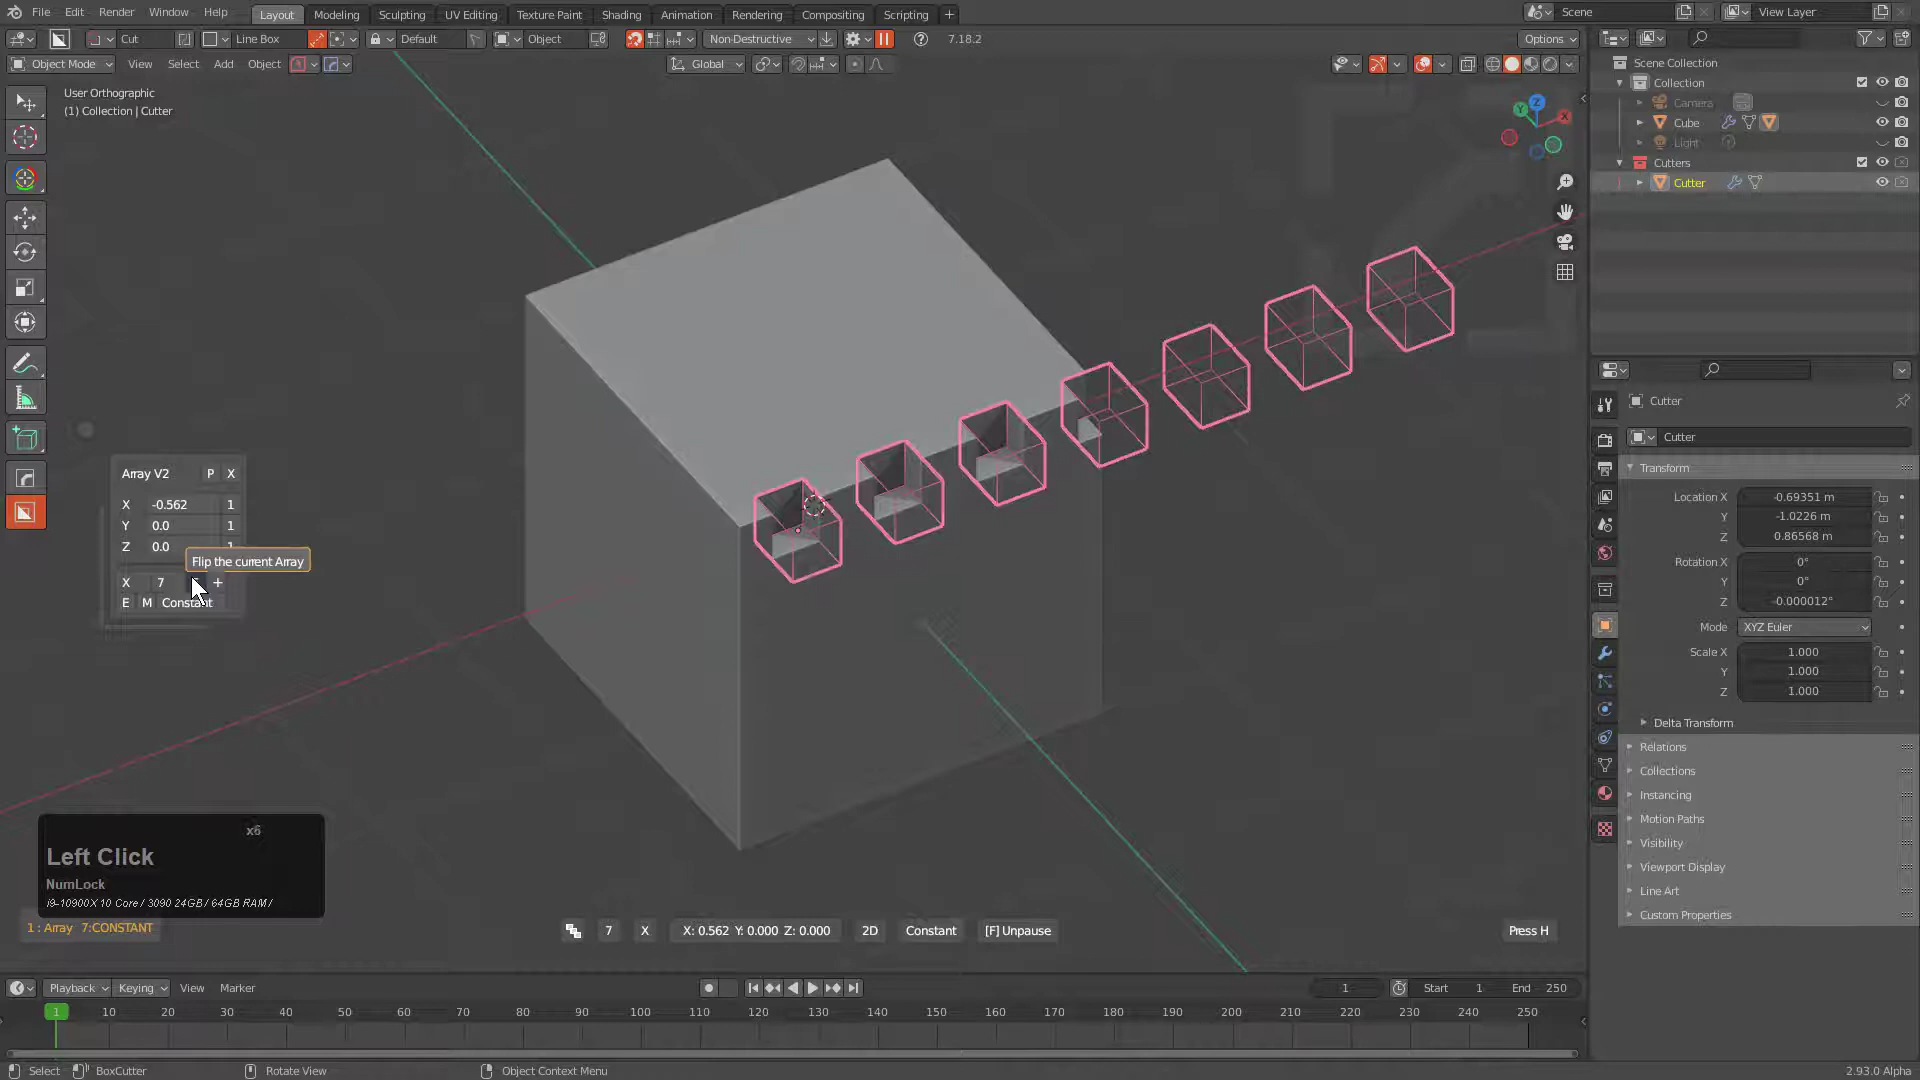 File Edit Render Window Help
Layout Modeling Sculpting UV Editing Texture Paint Shading Animation Rendering Compositing Scripting +
Scene
View Layer
Cut Line Box Default Object Non-Destructive 7.18.2 Options
Object Mode View Select Add Object Global
User Orthographic
(1) Collection | Cutter
Z
Y
X
Scene Collection
Collection
Camera
Cube
Light
Cutters
Cutter
Cutter
Cutter
Transform
Location X -0.69351 m
Y -1.0226 m
Z 0.86568 m
Rotation X 0°
Y 0°
Z -0.000012°
Mode XYZ Euler
Scale X 1.000
Y 1.000
Z 1.000
Delta Transform
Relations
Collections
Instancing
Motion Paths
Visibility
Viewport Display
Line Art
Custom Properties
Array V2 P X
X -0.562 1
Y 0.0 1
Z 0.0 1
Flip the current Array
X 7 +
E M Constant
x6
Left Click
NumLock
i9-10900X 10 Core / 3090 24GB / 64GB RAM /
1 : Array 7:CONSTANT
7 X X: 0.562 Y: 0.000 Z: 0.000 2D Constant [F] Unpause Press H
Playback Keying View Marker 1 Start 1 End 250
1 10 20 30 40 50 60 70 80 90 100 110 120 130 140 150 160 170 180 190 200 210 220 230 240 250
Select BoxCutter Rotate View Object Context Menu 2.93.0 Alpha